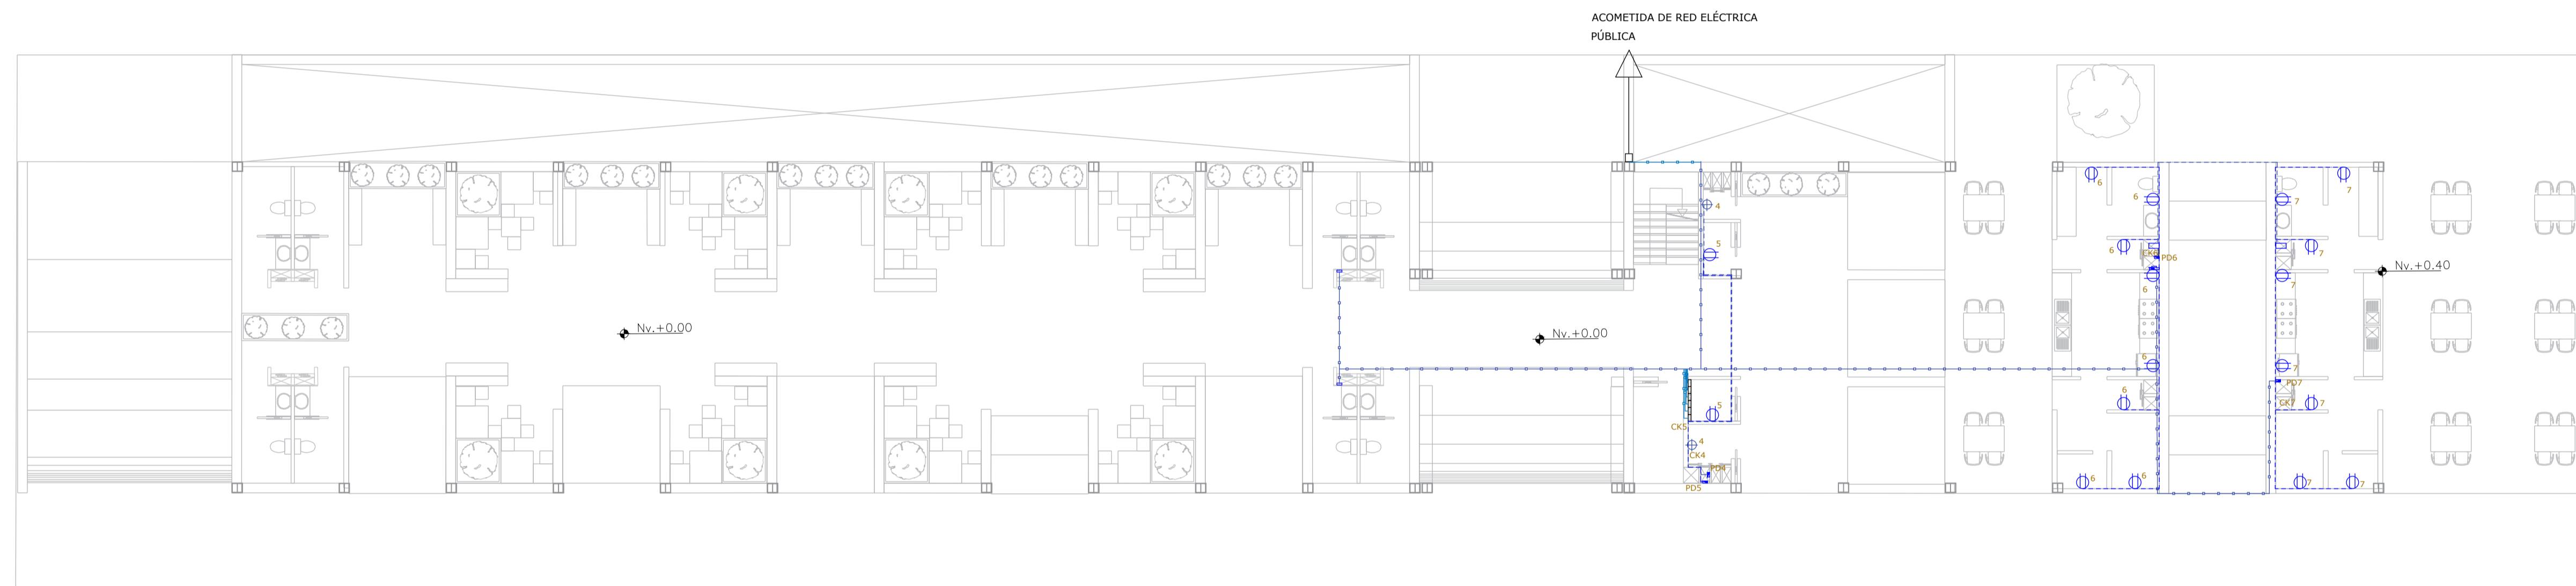 ACOMETIDA DE RED ELÉCTRICA
PÚBLICA
6
7
6
7
4
5
6
7
CK6
PD6
Nv.+0.40
6
7
Nv.+0.00
Nv.+0.00
6
7
PD7
6
CK7
7
5
CK5
4
CK4
PD4
6
6
7
7
PD5